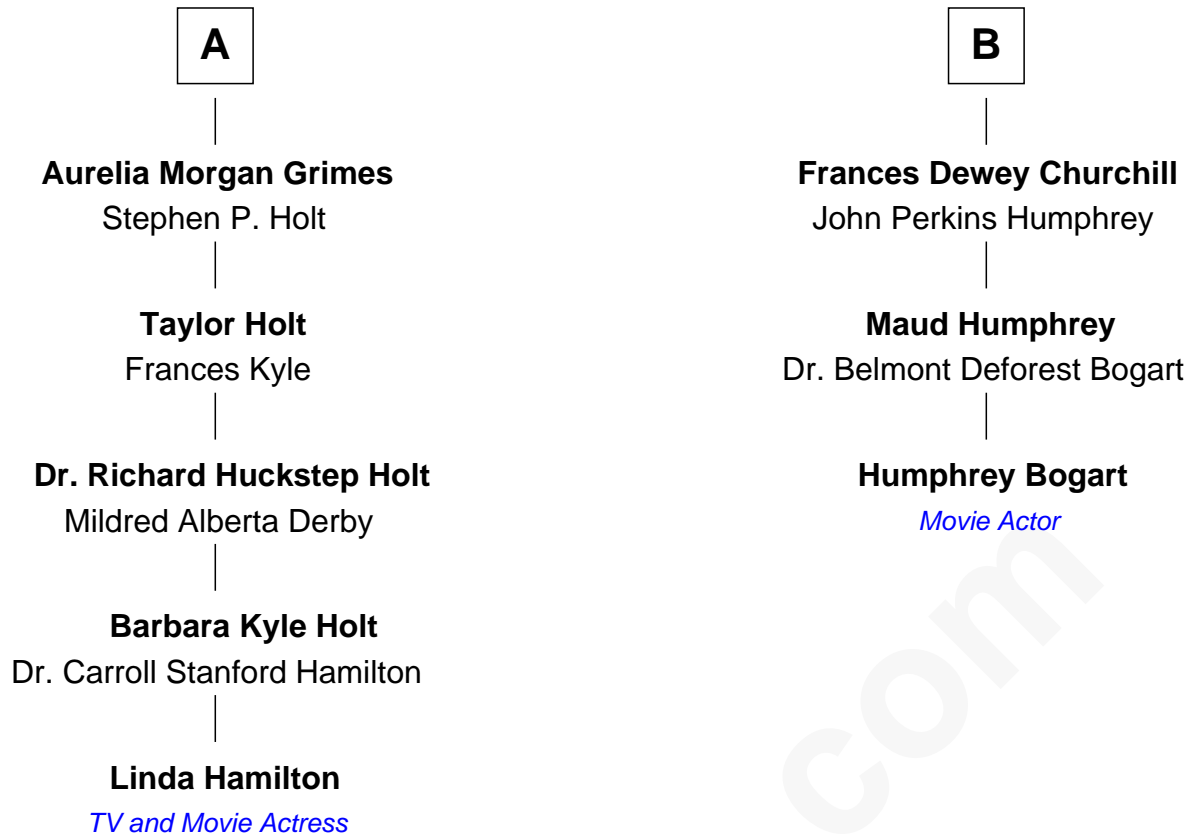 A
Aurelia Morgan Grimes
Stephen P. Holt
Taylor Holt
Frances Kyle
Dr. Richard Huckstep Holt
Mildred Alberta Derby
Barbara Kyle Holt
Dr. Carroll Stanford Hamilton
Linda Hamilton
TV and Movie Actress
B
Frances Dewey Churchill
John Perkins Humphrey
Maud Humphrey
Dr. Belmont Deforest Bogart
Humphrey Bogart
Movie Actor
com